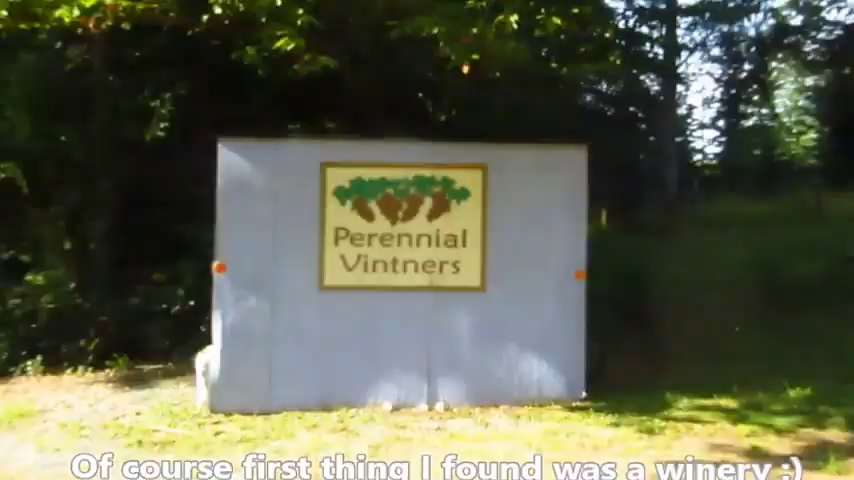 Perennial
Vintners
Of course first thing I found was a winery ;)